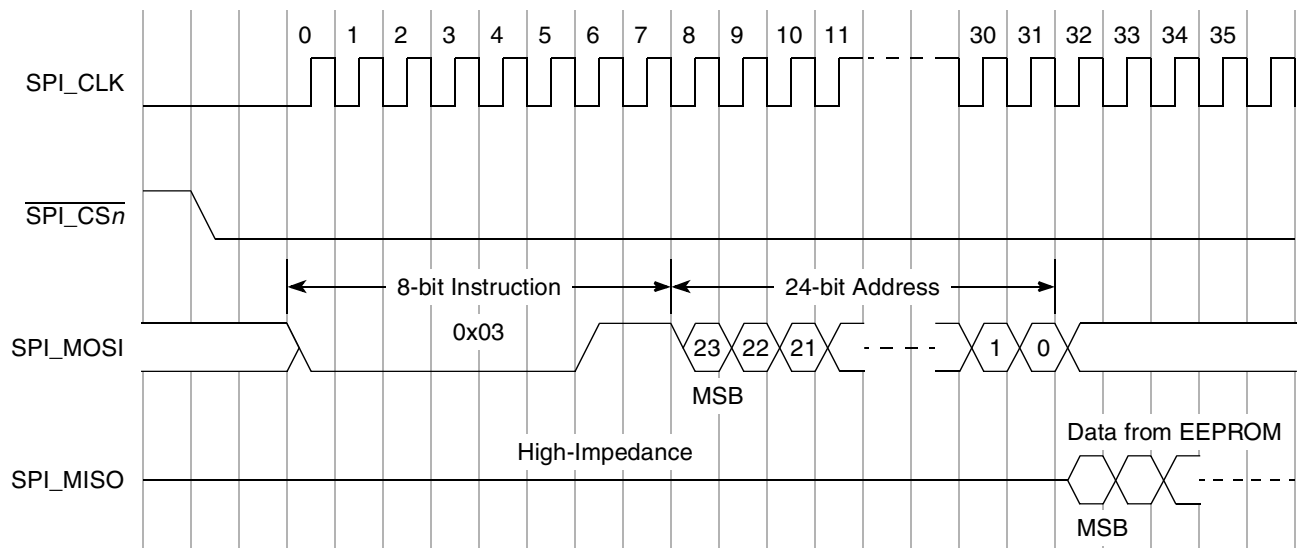 0 1 2 3 4 5 6 7 8 9 10 11 30 31 32 33 34 35
SPI_CLK
SPI_CSn
8-bit Instruction 24-bit Address
0x03
SPI_MOSI 23 22 21 1 0
MSB
Data from EEPROM
High-Impedance
SPI_MISO
MSB